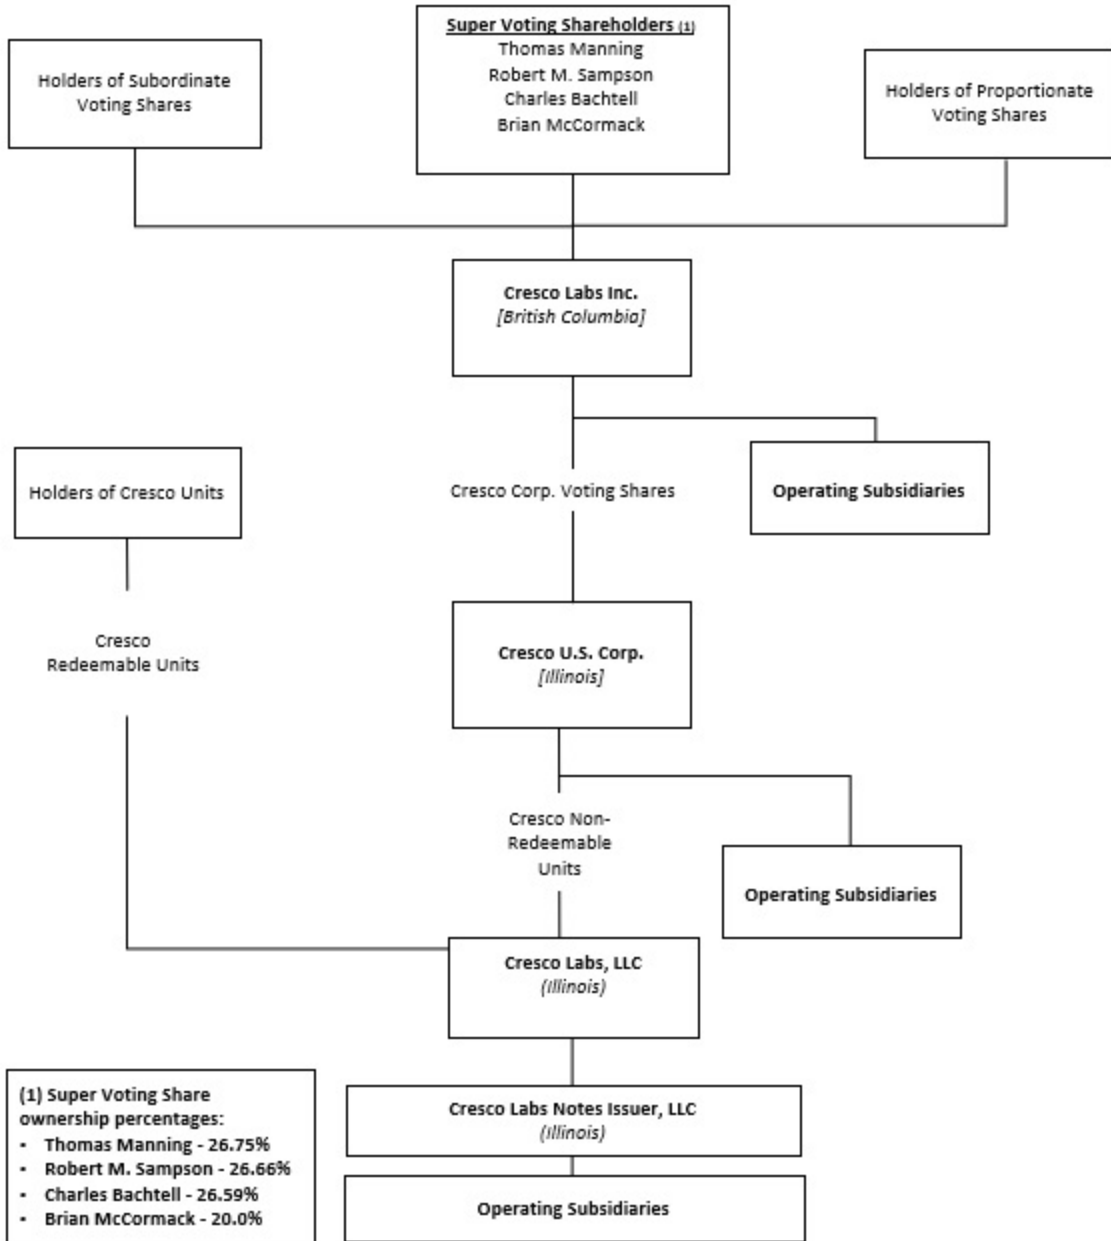 Super Voting Shareholders (1)
Thomas Manning
Robert M. Sampson
Charles Bachtell
Brian McCormack
Holders of Subordinate
Voting Shares
Holders of Proportionate
Voting Shares
Cresco Labs Inc.
[British Columbia]
Holders of Cresco Units
Cresco Corp. Voting Shares
Operating Subsidiaries
Cresco
Redeemable Units
Cresco U.S. Corp.
[Illinois]
Cresco Non-
Redeemable
Units
Operating Subsidiaries
Cresco Labs, LLC
(Illinois)
(1) Super Voting Share
ownership percentages:
▪ Thomas Manning - 26.75%
▪ Robert M. Sampson - 26.66%
▪ Charles Bachtell - 26.59%
▪ Brian McCormack - 20.0%
Cresco Labs Notes Issuer, LLC
(Illinois)
Operating Subsidiaries